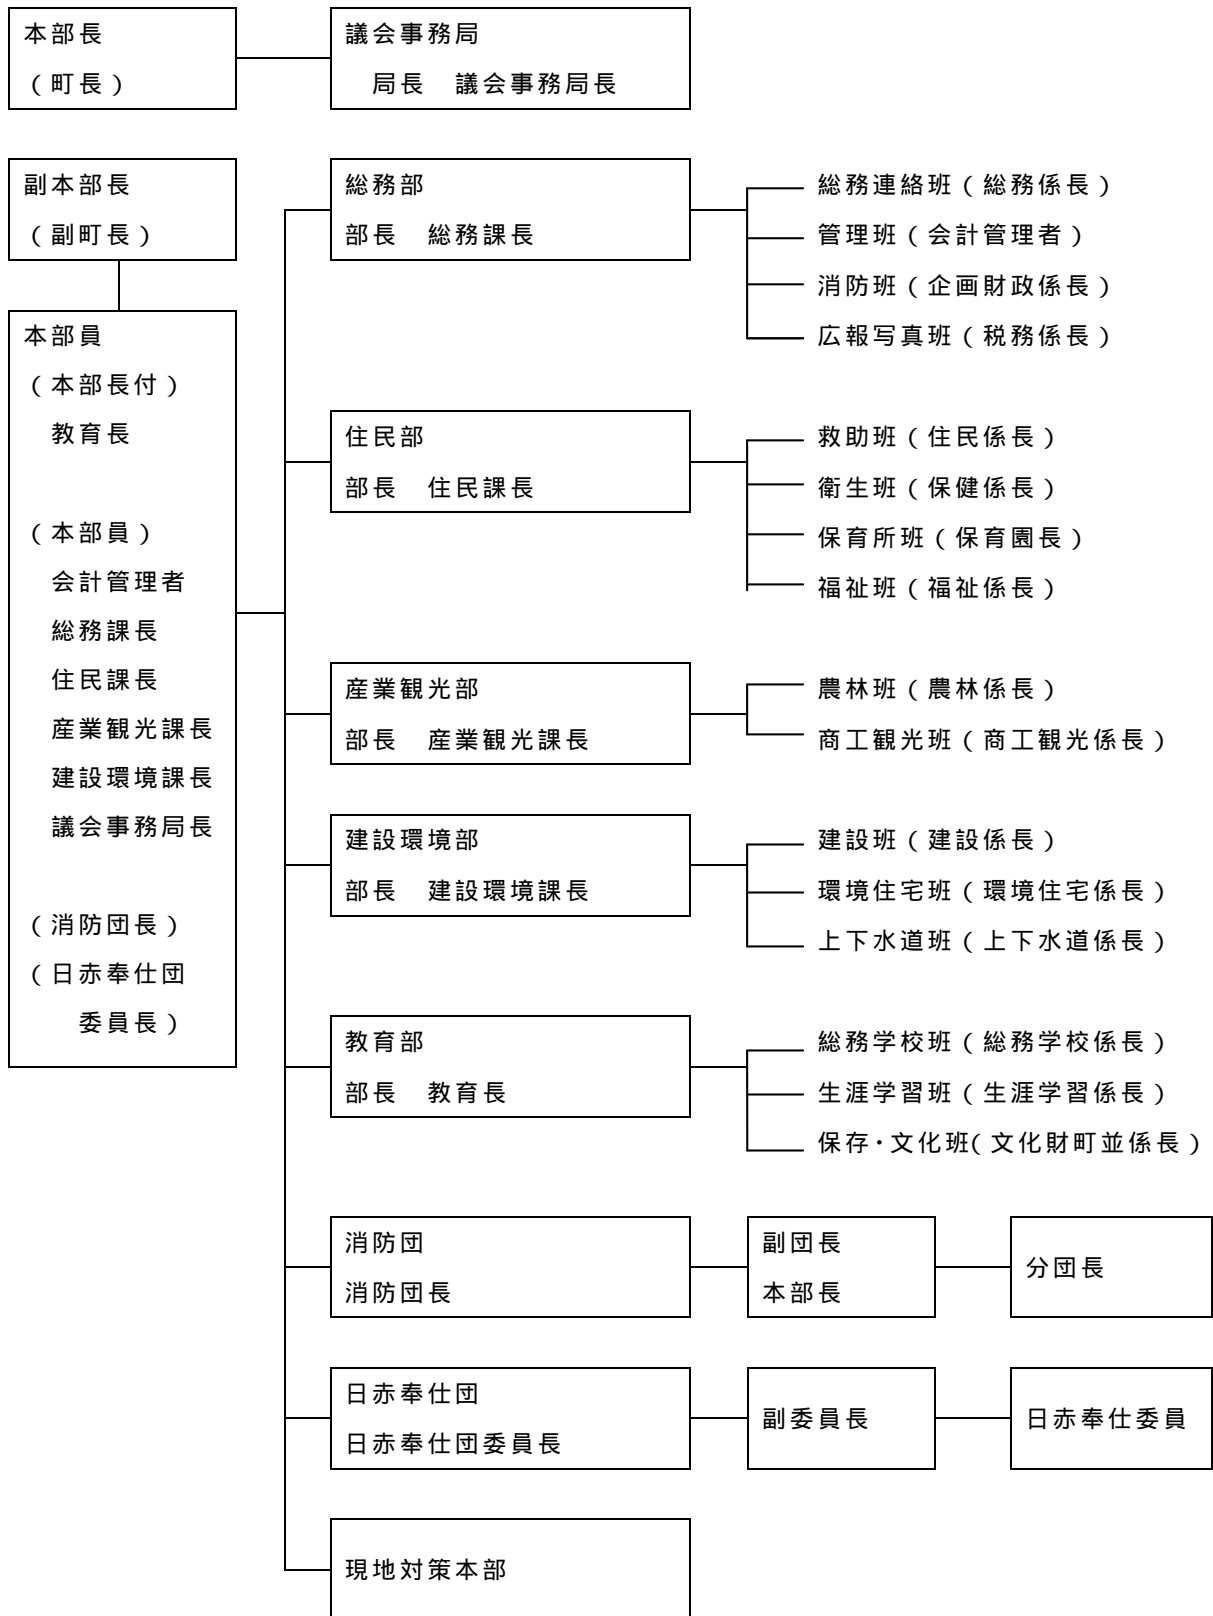 本部長
(町長)
議会事務局
局長 議会事務局長
副本部長
(副町長)
本部員
(本部長付)
教育長
(本部員)
会計管理者
総務課長
住民課長
産業観光課長
建設環境課長
議会事務局長
(消防団長)
(日赤奉仕団
委員長)
総務部
部長 総務課長
総務連絡班(総務係長)
管理班(会計管理者)
消防班(企画財政係長)
広報写真班(税務係長)
住民部
部長 住民課長
救助班(住民係長)
衛生班(保健係長)
保育所班(保育園長)
福祉班(福祉係長)
産業観光部
部長 産業観光課長
農林班(農林係長)
商工観光班(商工観光係長)
建設環境部
部長 建設環境課長
建設班(建設係長)
環境住宅班(環境住宅係長)
上下水道班(上下水道係長)
教育部
部長 教育長
総務学校班(総務学校係長)
生涯学習班(生涯学習係長)
保存・文化班(文化財町並係長)
消防団
消防団長
副団長
本部長
分団長
日赤奉仕団
日赤奉仕団委員長
副委員長
日赤奉仕委員
現地対策本部